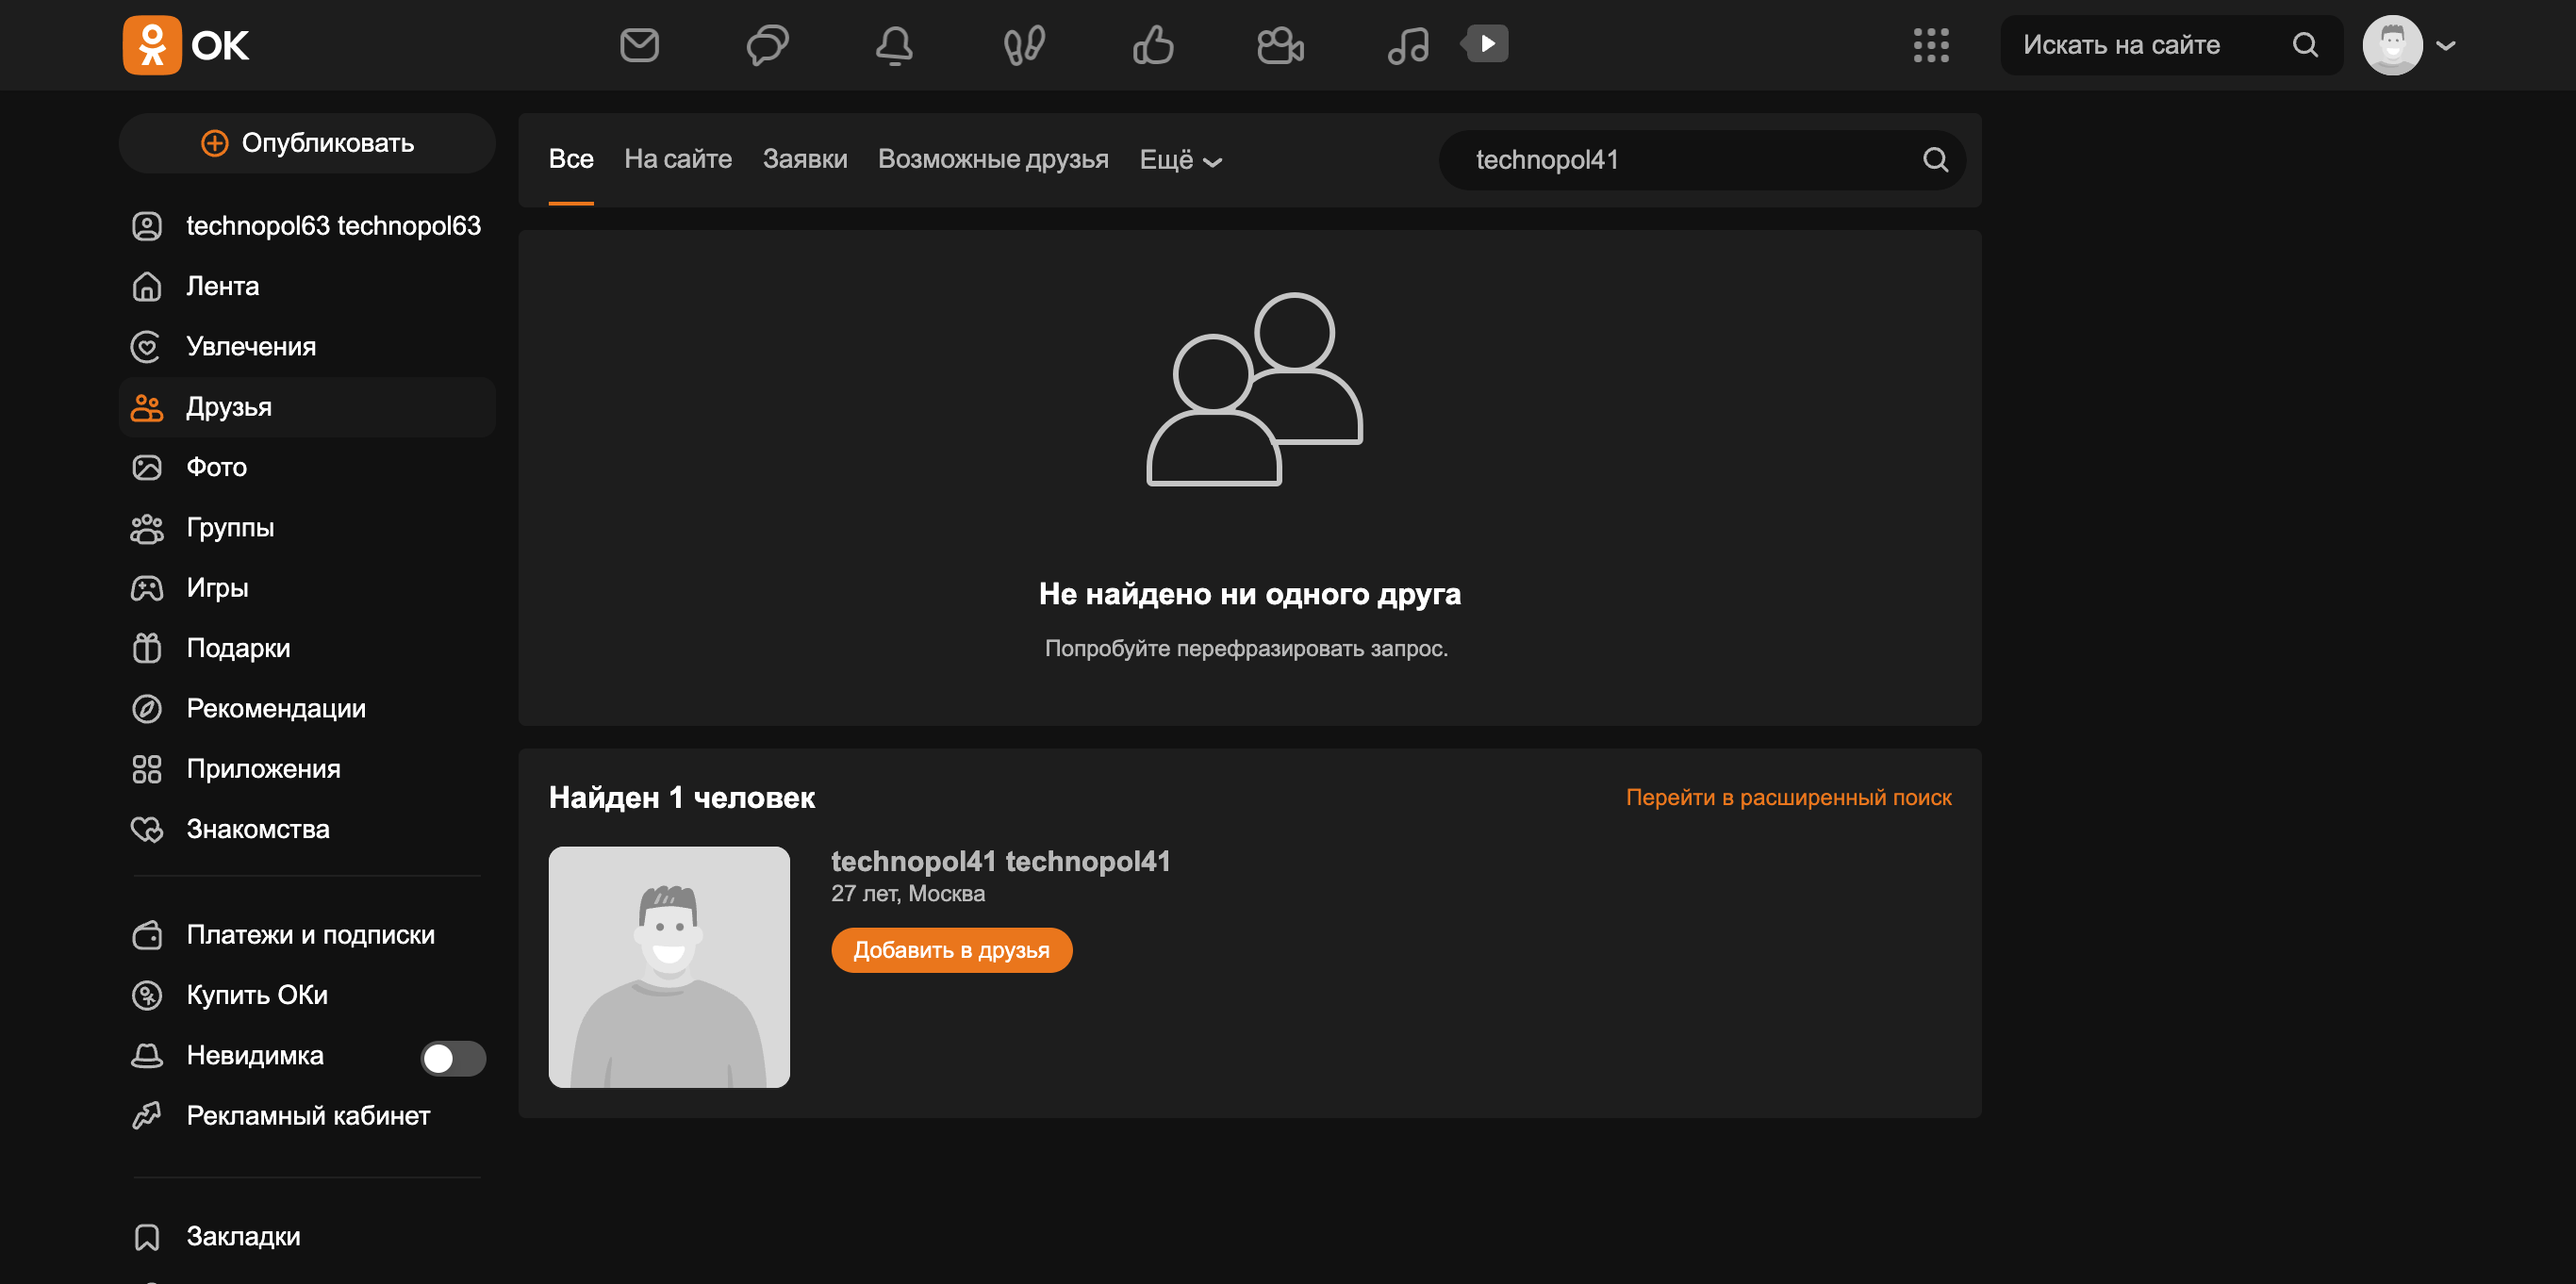 ОК
Искать на сайте
Опубликовать
technopol63 technopol63
Лента
Увлечения
Друзья
Фото
Группы
Игры
Подарки
Рекомендации
Приложения
Знакомства
Платежи и подписки
Купить ОКи
Невидимка
Рекламный кабинет
Закладки
Все На сайте Заявки Возможные друзья Ещё
technopol41
Не найдено ни одного друга
Попробуйте перефразировать запрос.
Найден 1 человек
Перейти в расширенный поиск
technopol41 technopol41
27 лет, Москва
Добавить в друзья